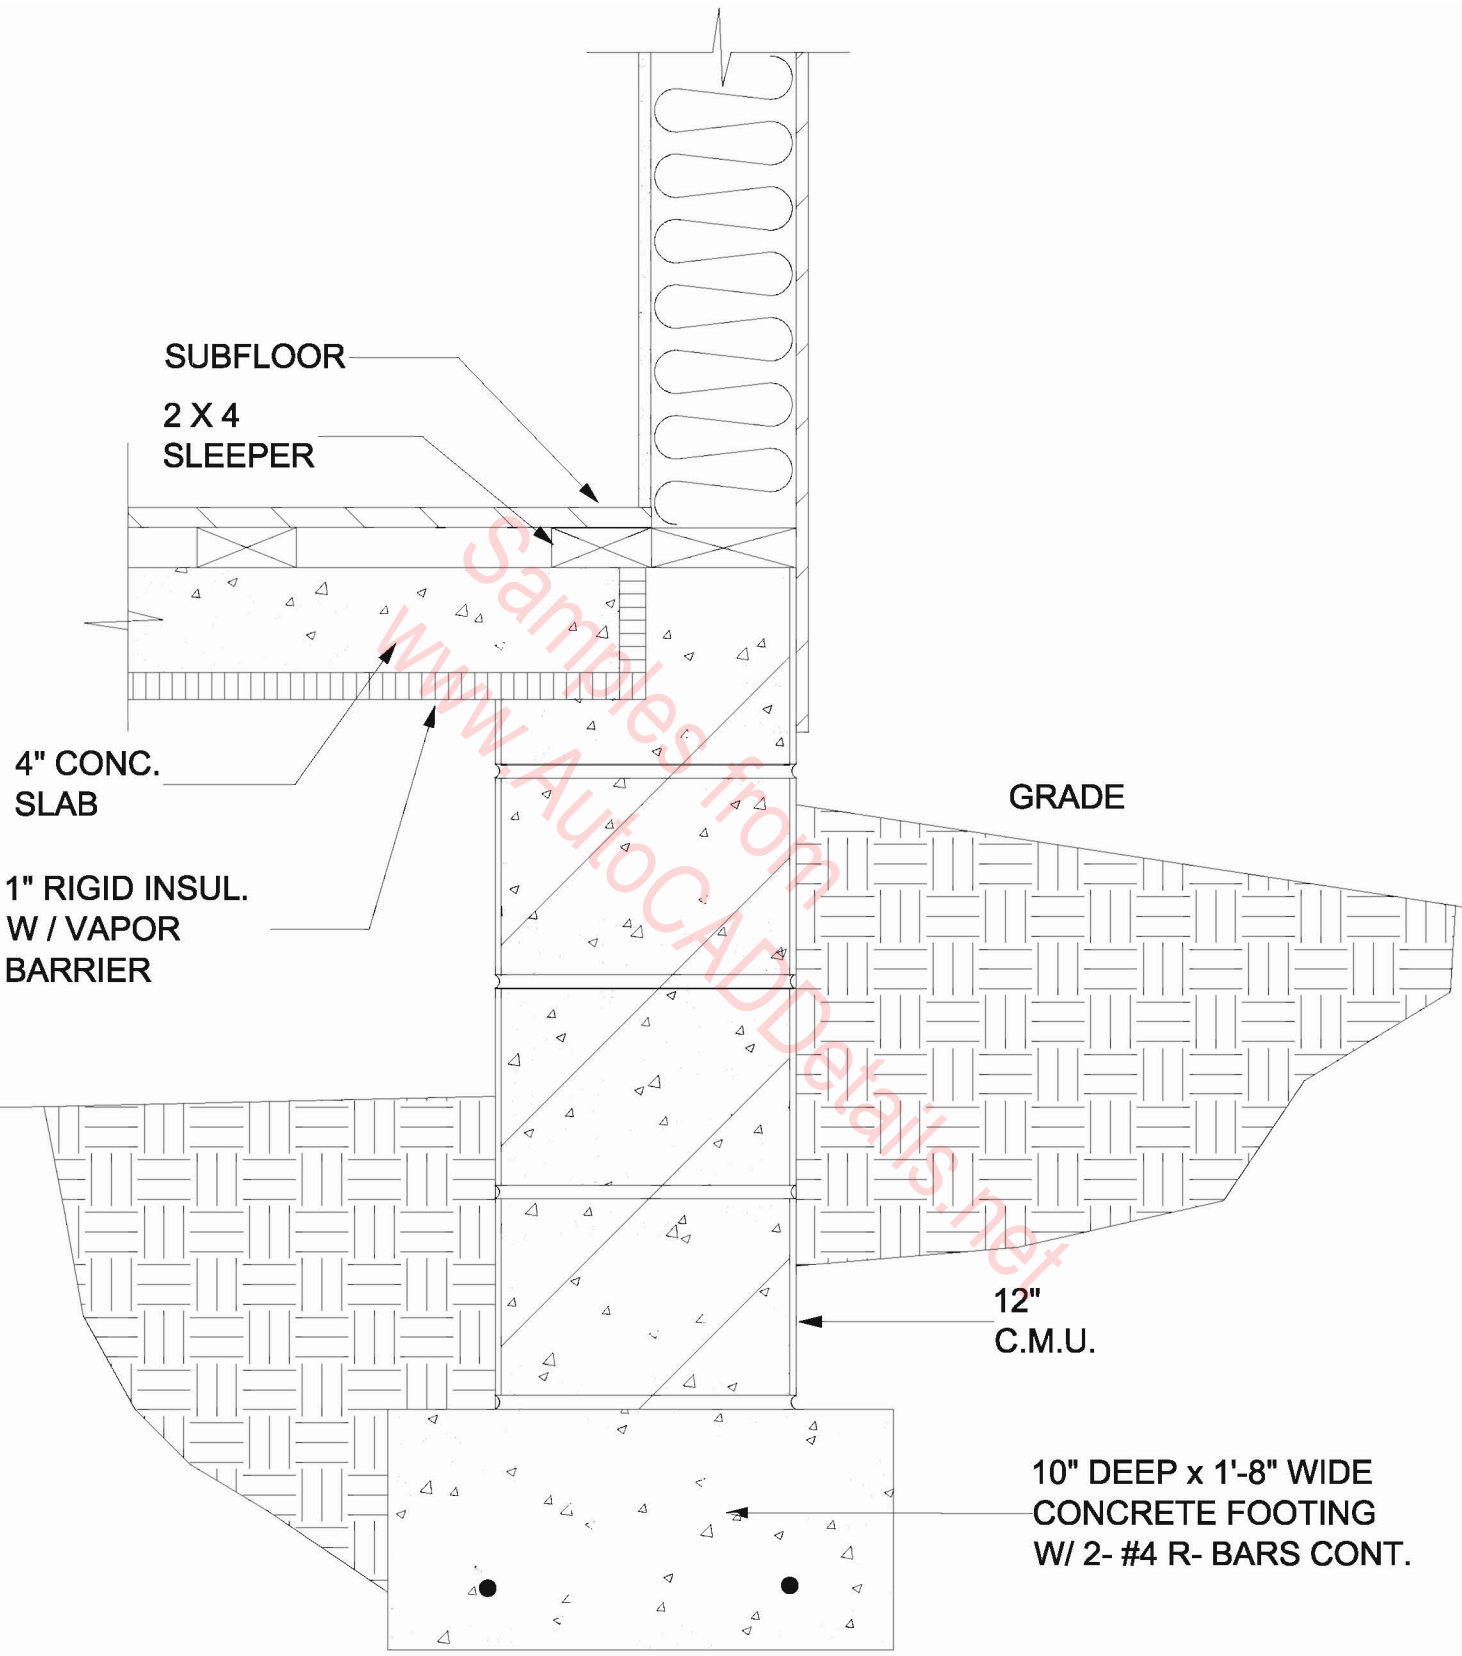 SUBFLOOR
2 X 4
SLEEPER
4" CONC.
SLAB
GRADE
1" RIGID INSUL.
W / VAPOR
BARRIER
Samples from
www.AutoCADDetails.net
12"
C.M.U.
10" DEEP x 1'-8" WIDE
CONCRETE FOOTING
W/ 2- #4 R- BARS CONT.